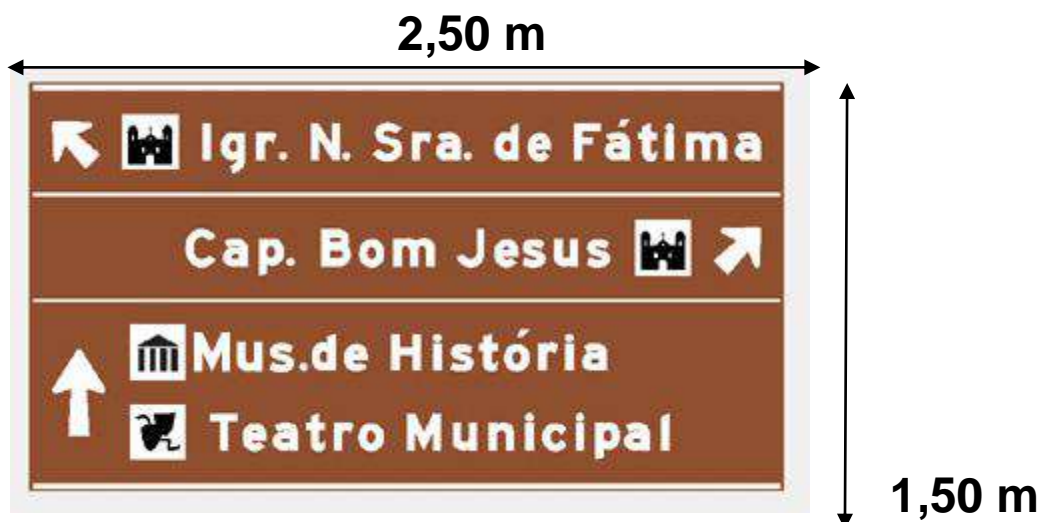 2,50 m
Igr. N. Sra. de Fátima
Cap. Bom Jesus
Mus.de História
Teatro Municipal
1,50 m